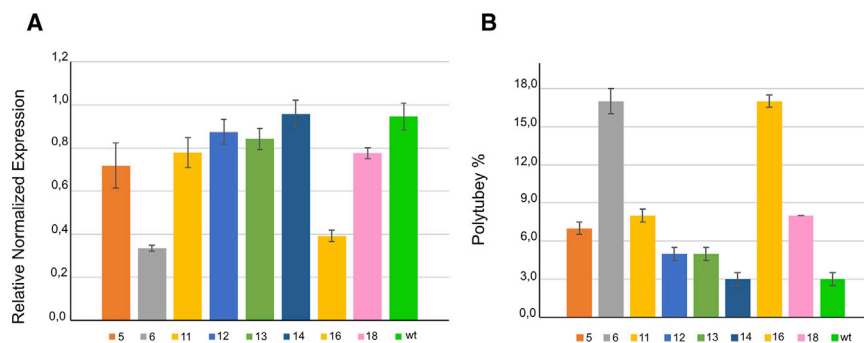 A
Relative Normalized Expression
1,2
1,0
0,8
0,6
0,4
0,2
0,0
5 6 11 12 13 14 16 18 wt
B
Polytubey %
18,0
15,0
12,0
9,0
6,0
3,0
0,0
5 6 11 12 13 14 16 18 wt